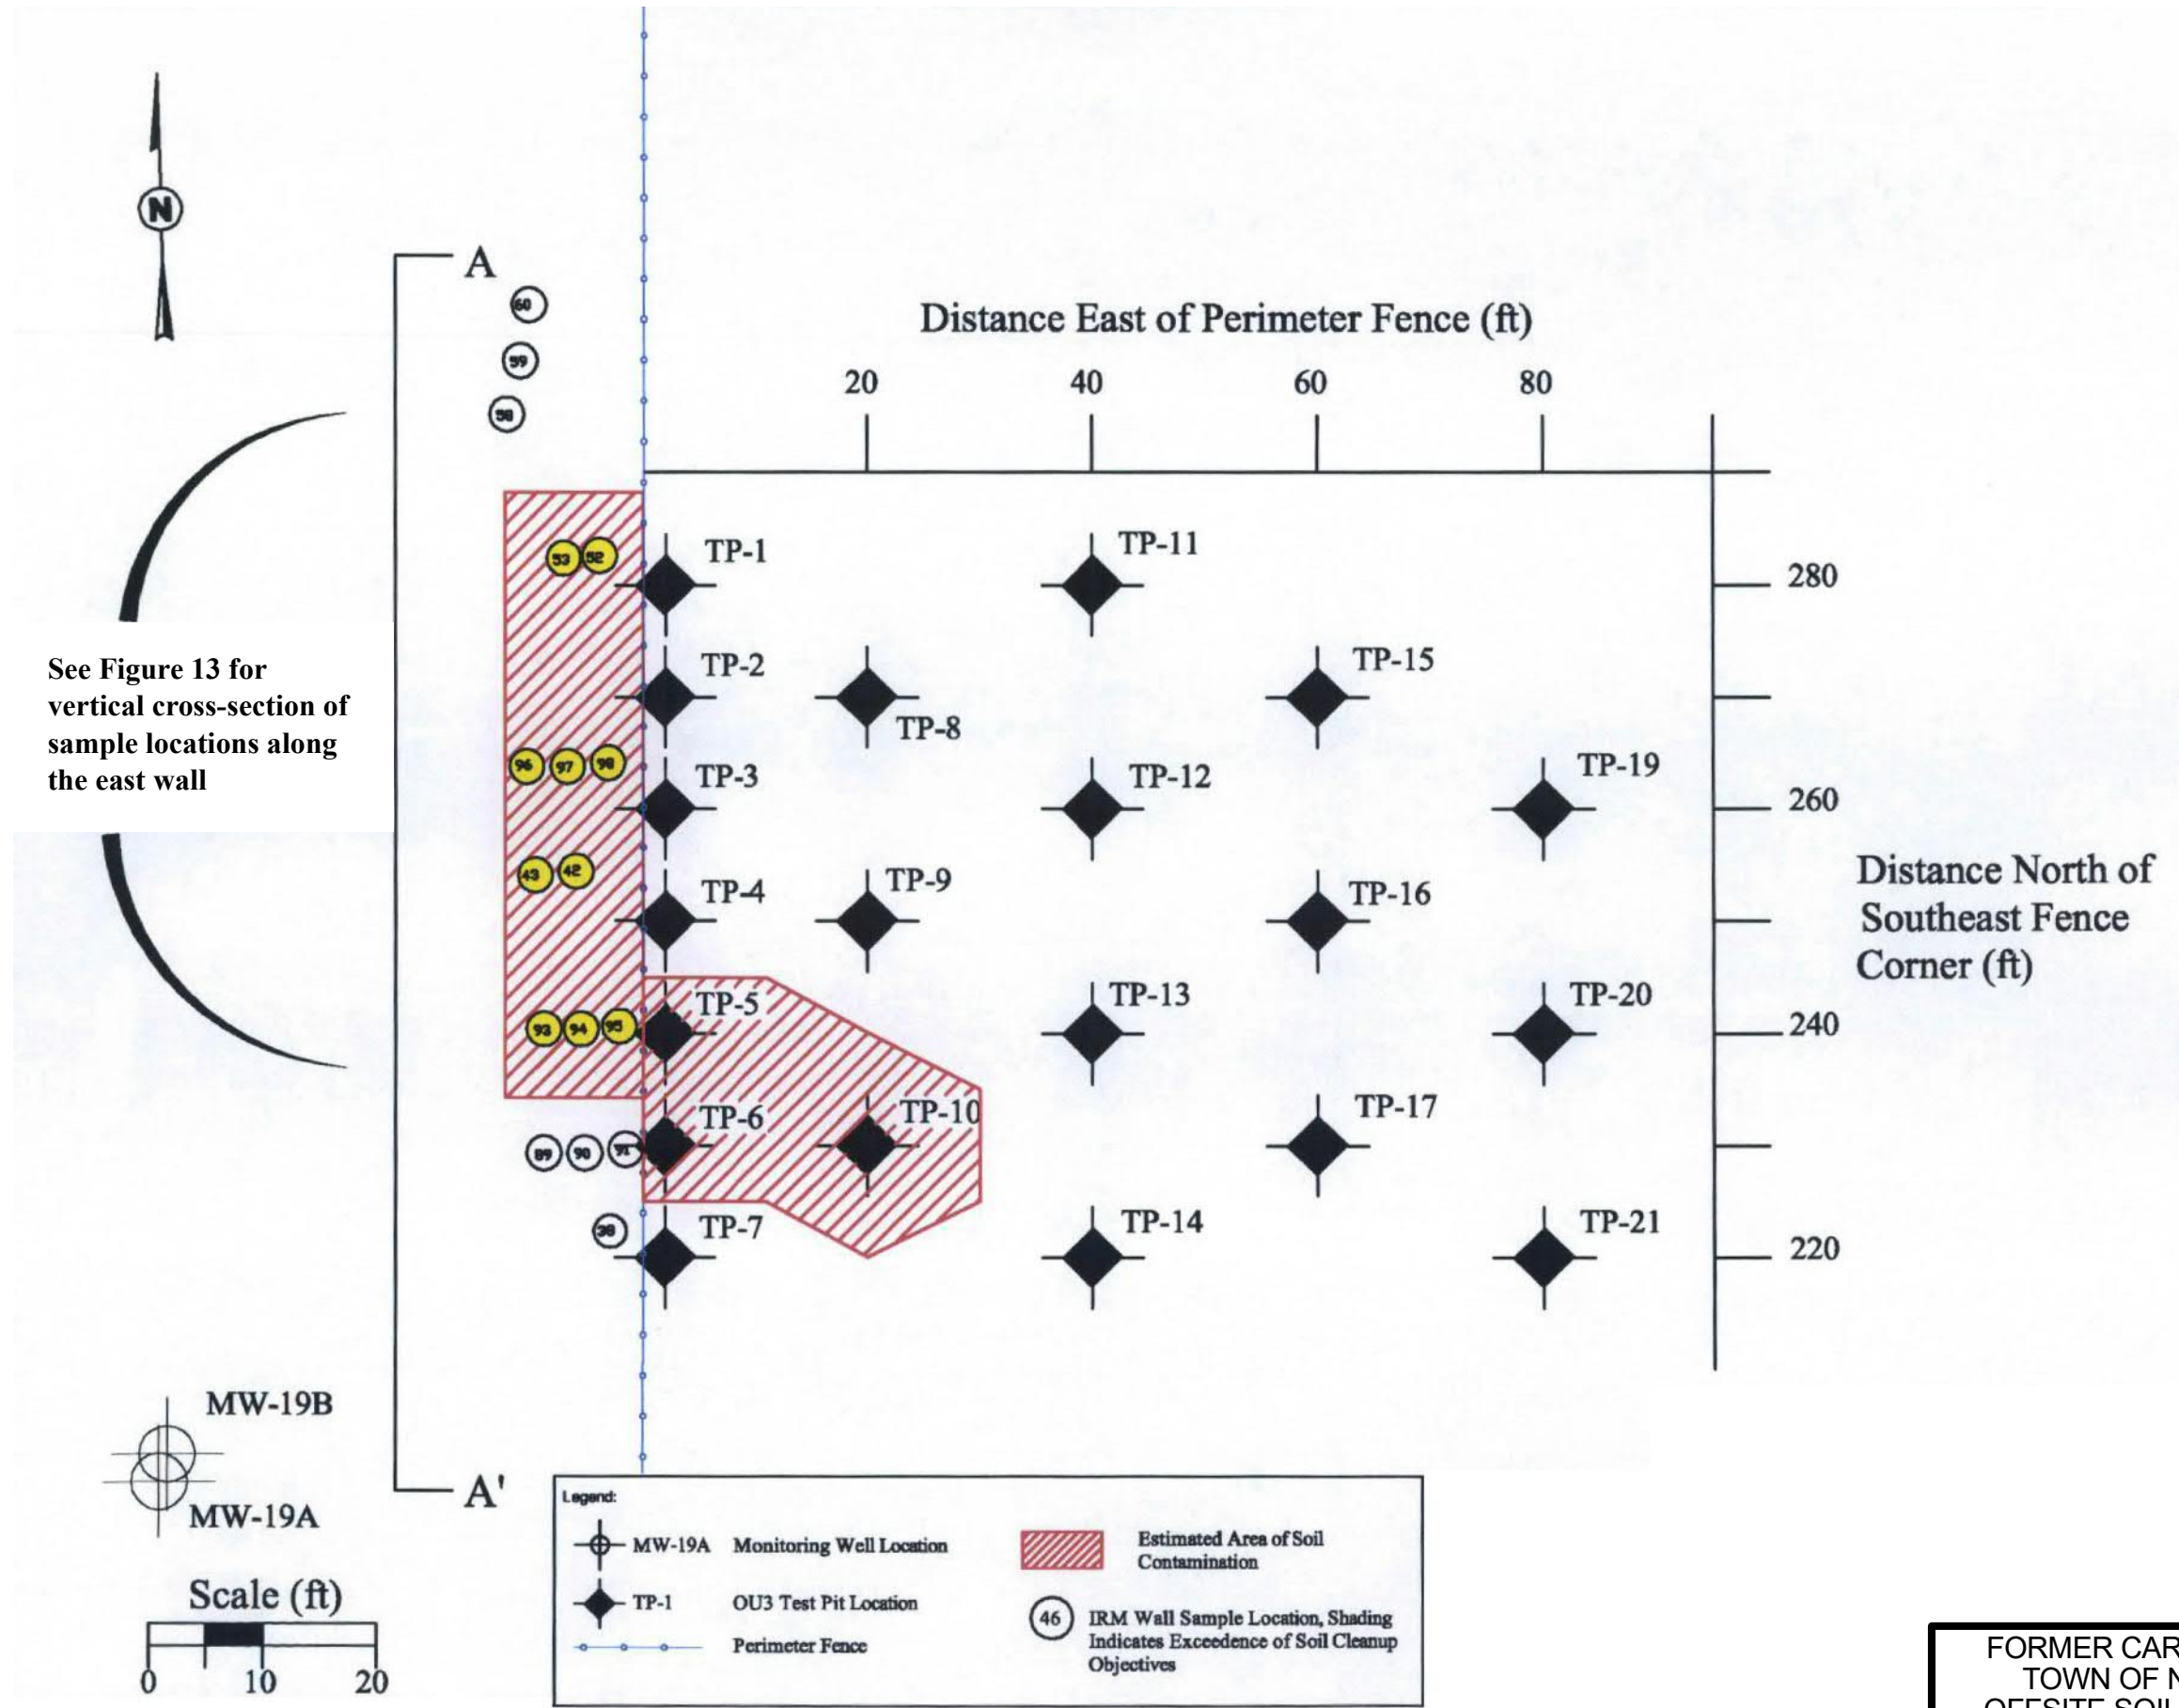 N
A
60
59
58
Distance East of Perimeter Fence (ft)
20 40 60 80
53 52
TP-1
TP-11
280
See Figure 13 for
vertical cross-section of
sample locations along
the east wall
TP-2
TP-8
TP-15
96 97 98
TP-3
TP-12
TP-19
260
43 42
TP-4
TP-9
TP-16
Distance North of
Southeast Fence
Corner (ft)
93 94 95
TP-5
TP-13
TP-20
240
89 90 91
TP-6
TP-10
TP-17
38
TP-7
TP-14
TP-21
220
MW-19B
MW-19A
A'
Scale (ft)
0 10 20
Legend:
MW-19A Monitoring Well Location
TP-1 OU3 Test Pit Location
Perimeter Fence
Estimated Area of Soil
Contamination
46 IRM Wall Sample Location, Shading
Indicates Exceedence of Soil Cleanup
Objectives
FORMER CAR
TOWN OF N
OFFSITE SOIL